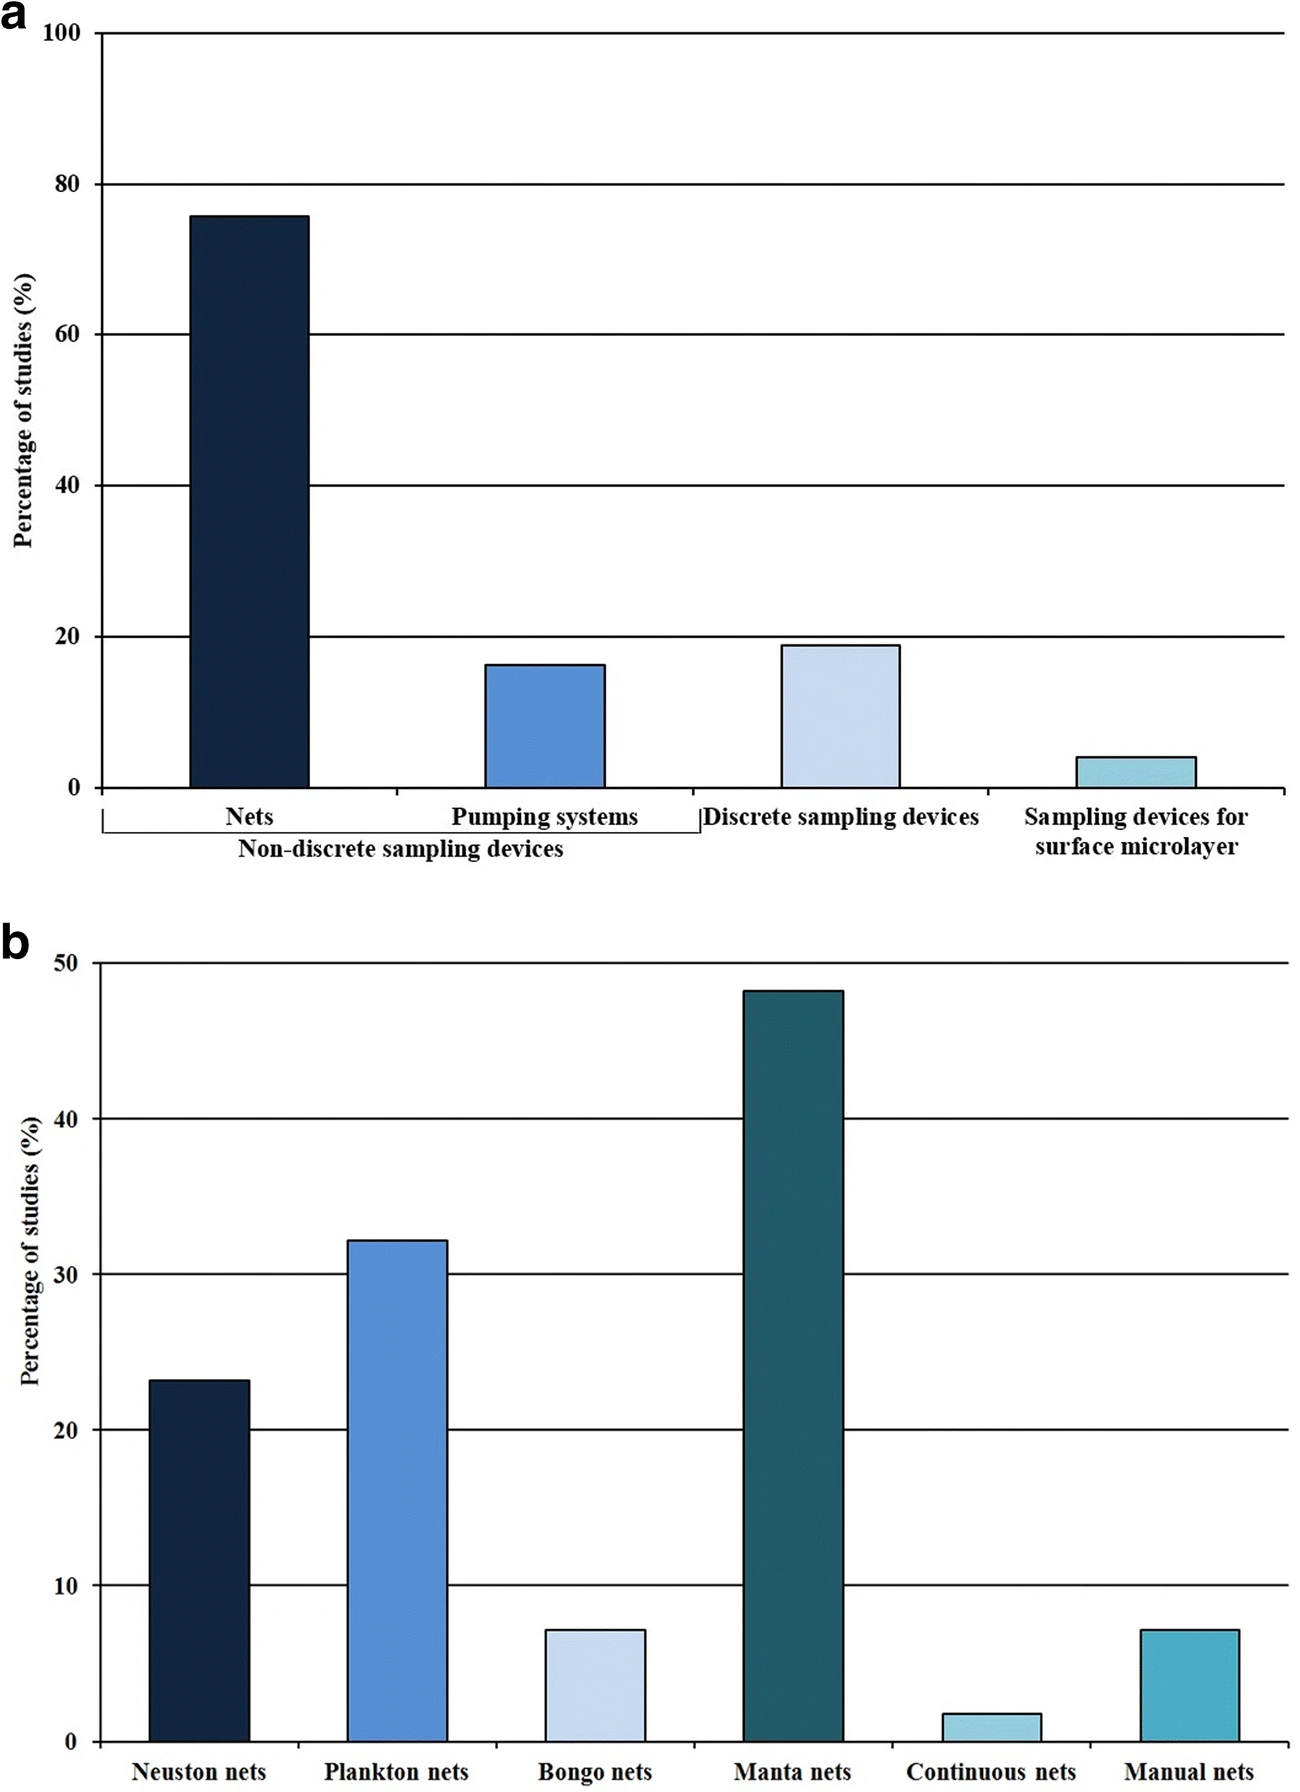 a
100
80
60
40
20
0
Percentage of studies (%)
Nets
Pumping systems
Discrete sampling devices
Sampling devices for
surface microlayer
Non-discrete sampling devices
b
50
40
30
20
10
0
Percentage of studies (%)
Neuston nets
Plankton nets
Bongo nets
Manta nets
Continuous nets
Manual nets